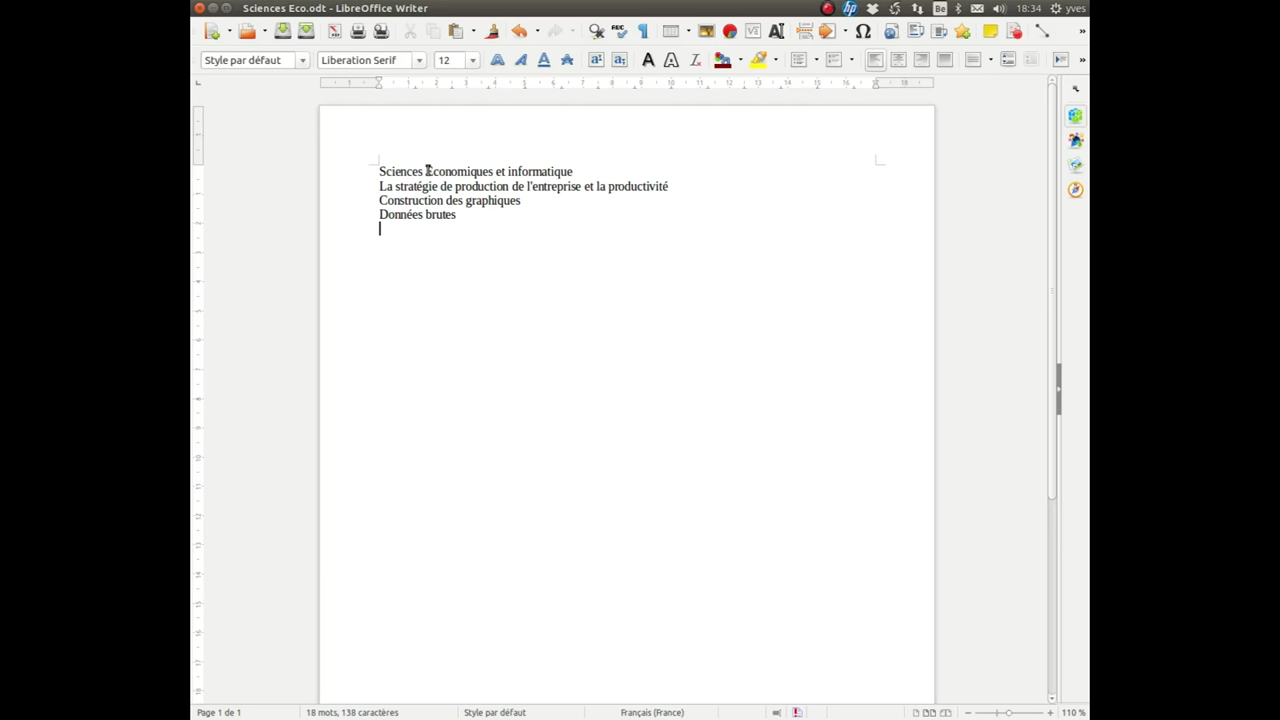 Sciences Eco.odt - LibreOffice Writer
Be
18:34
yves
Style par défaut
Liberation Serif
12
Sciences Economiques et informatique
La stratégie de production de l'entreprise et la productivité
Construction des graphiques
Données brutes
Page 1 de 1
18 mots, 138 caractères
Style par défaut
Français (France)
110 %